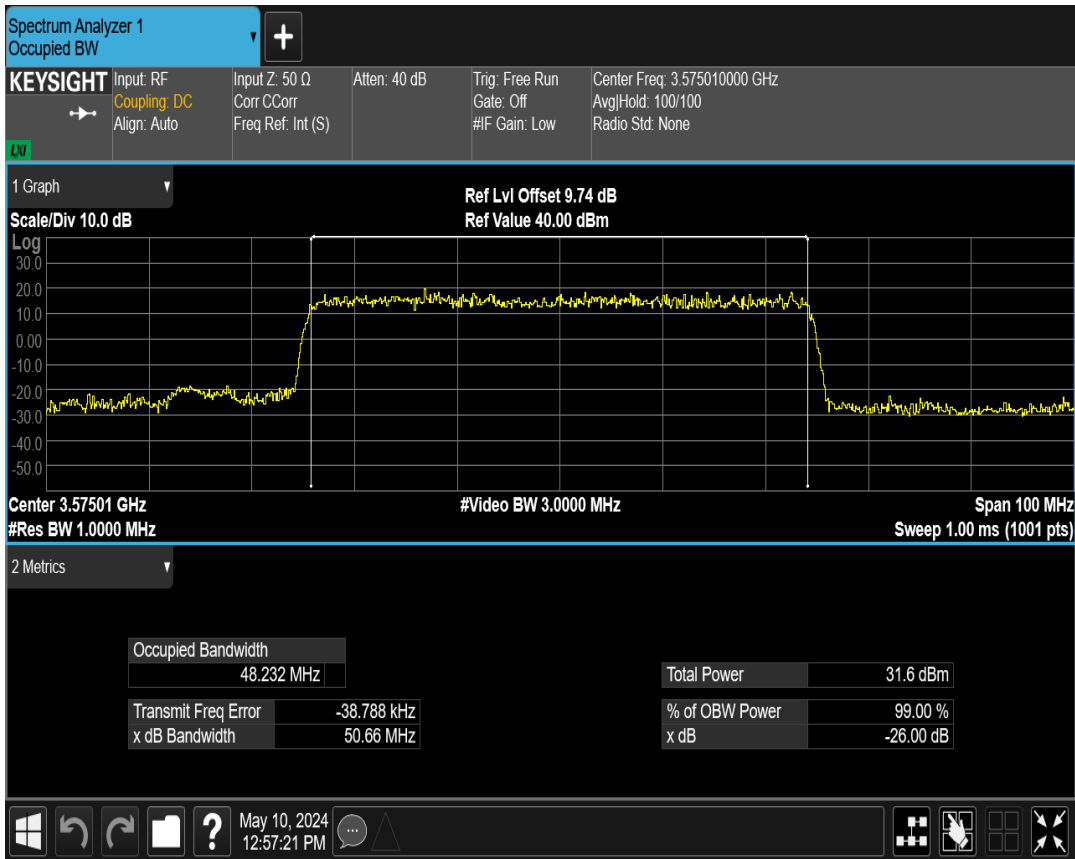 Spectrum Analyzer 1
Occupied BW
+
KEYSIGHT
LXI
Input: RF
Coupling: DC
Align: Auto
Input Z: 50 Ω
Corr CCorr
Freq Ref: Int (S)
Atten: 40 dB
Trig: Free Run
Gate: Off
#IF Gain: Low
Center Freq: 3.575010000 GHz
Avg|Hold: 100/100
Radio Std: None
1 Graph
Scale/Div 10.0 dB
Ref Lvl Offset 9.74 dB
Ref Value 40.00 dBm
Log
30.0
20.0
10.0
0.00
-10.0
-20.0
-30.0
-40.0
-50.0
Center 3.57501 GHz
#Video BW 3.0000 MHz
Span 100 MHz
#Res BW 1.0000 MHz
Sweep 1.00 ms (1001 pts)
2 Metrics
Occupied Bandwidth
48.232 MHz
Transmit Freq Error -38.788 kHz
x dB Bandwidth 50.66 MHz
Total Power 31.6 dBm
% of OBW Power 99.00 %
x dB -26.00 dB
?
May 10, 2024
12:57:21 PM